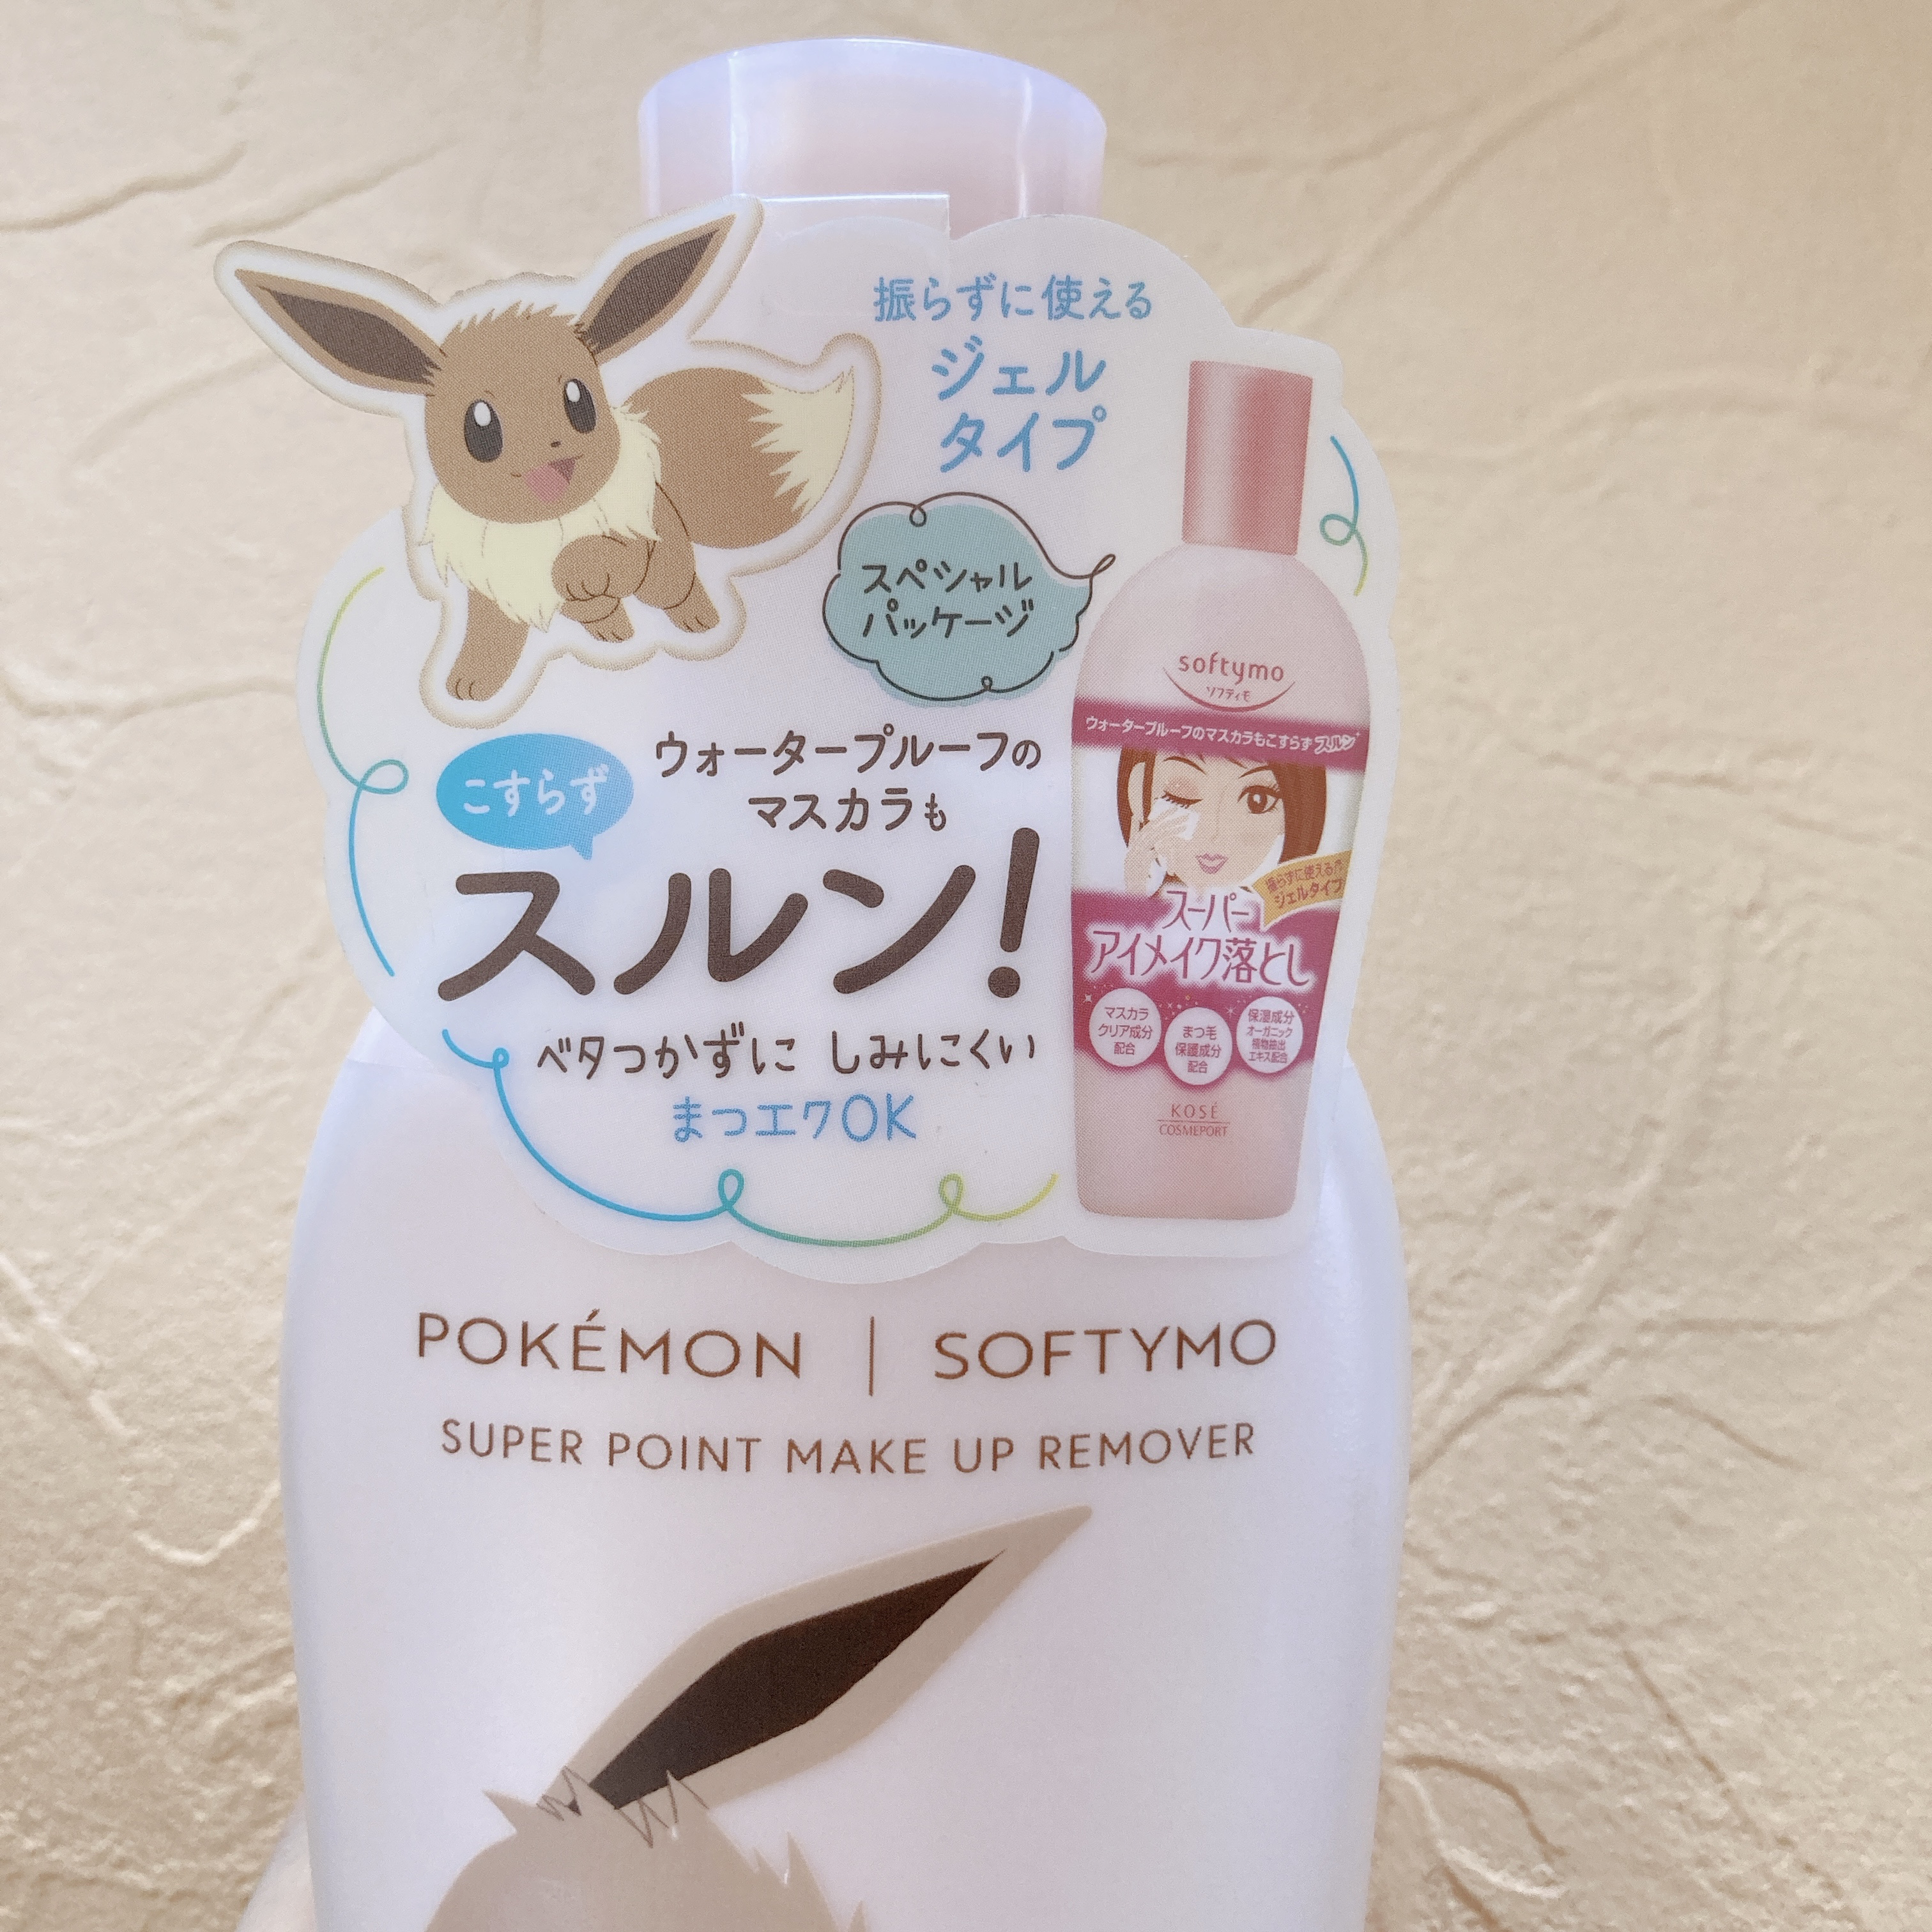 振らずに使える
ジェル
タイプ
スペシャル
パッケージ
こすらず
ウォータープルーフの
マスカラも
スルン!
ベタつかずに しみにくい
まつエクOK
softymo
ソフティモ
ウォータープルーフのマスカラもこすらずスルン
振らずに使える
ジェルタイプ
スーパー
アイメイク落とし
マスカラ
クリア成分
配合
まつ毛
保護成分
配合
保湿成分
オーガニック
植物抽出
エキス配合
KOSÉ
COSMEPORT
POKÉMON | SOFTYMO
SUPER POINT MAKE UP REMOVER